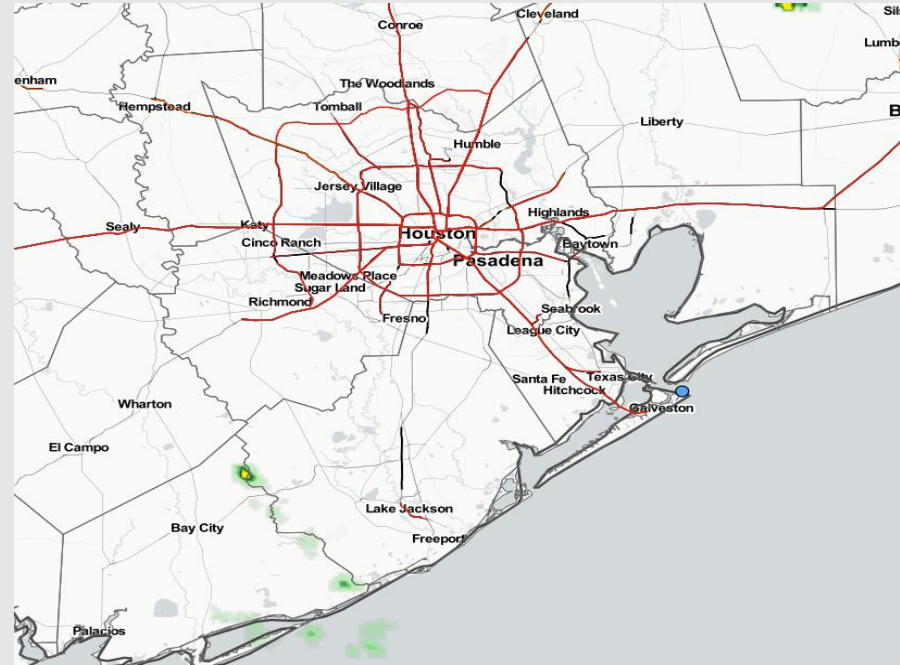 Conroe
Cleveland
Sil
Lumb
enham
The Woodlands
Hempstead
Tomball
B
Liberty
Humble
Jersey Village
Highlands
Sealy
Katy
Houston
Cinco Ranch
Baytown
Pasadena
Meadows Place
Sugar Land
Richmond
Seabrook
Fresno
League City
Santa Fe
Texas City
Hitchcock
Wharton
Galveston
El Campo
Lake Jackson
Bay City
Freeport
Palacios